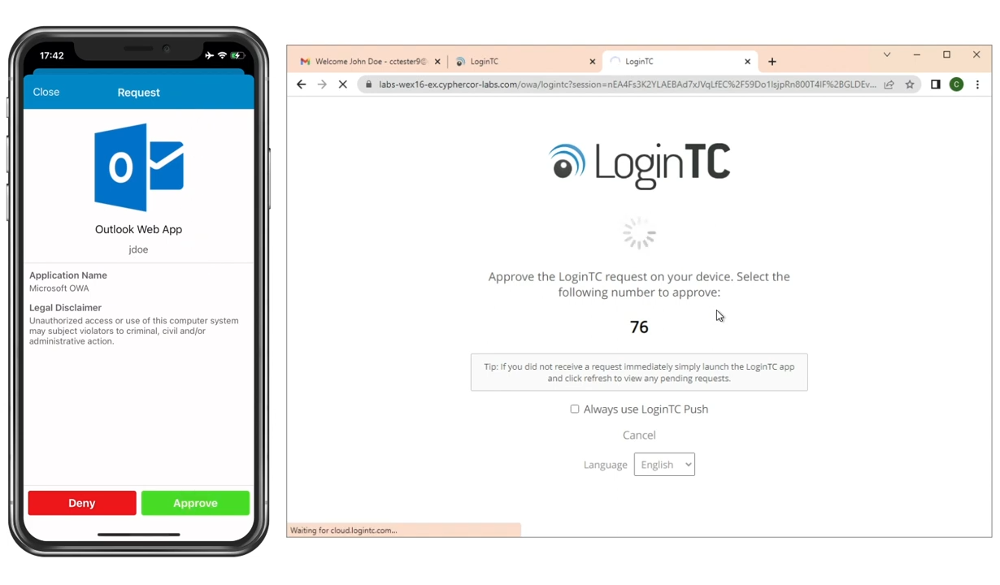 17:42
Close
Request
Outlook Web App
jdoe
Application Name
Microsoft OWA
Legal Disclaimer
Unauthorized access or use of this computer system
may subject violators to criminal, civil and/or
administrative action.
Deny
Approve
Welcome John Doe - cctester9@
LoginTC
LoginTC
labs-wex16-ex.cyphercor-labs.com/owa/logintc?session=nEA4Fs3K2YLAEBAd7xJVqLfEC%2F59Do1IsjpRn800T4IF%2BGLDEv...
C
LoginTC
Approve the LoginTC request on your device. Select the
following number to approve:
76
Tip: If you did not receive a request immediately simply launch the LoginTC app
and click refresh to view any pending requests.
Always use LoginTC Push
Cancel
Language English
Waiting for cloud.logintc.com...